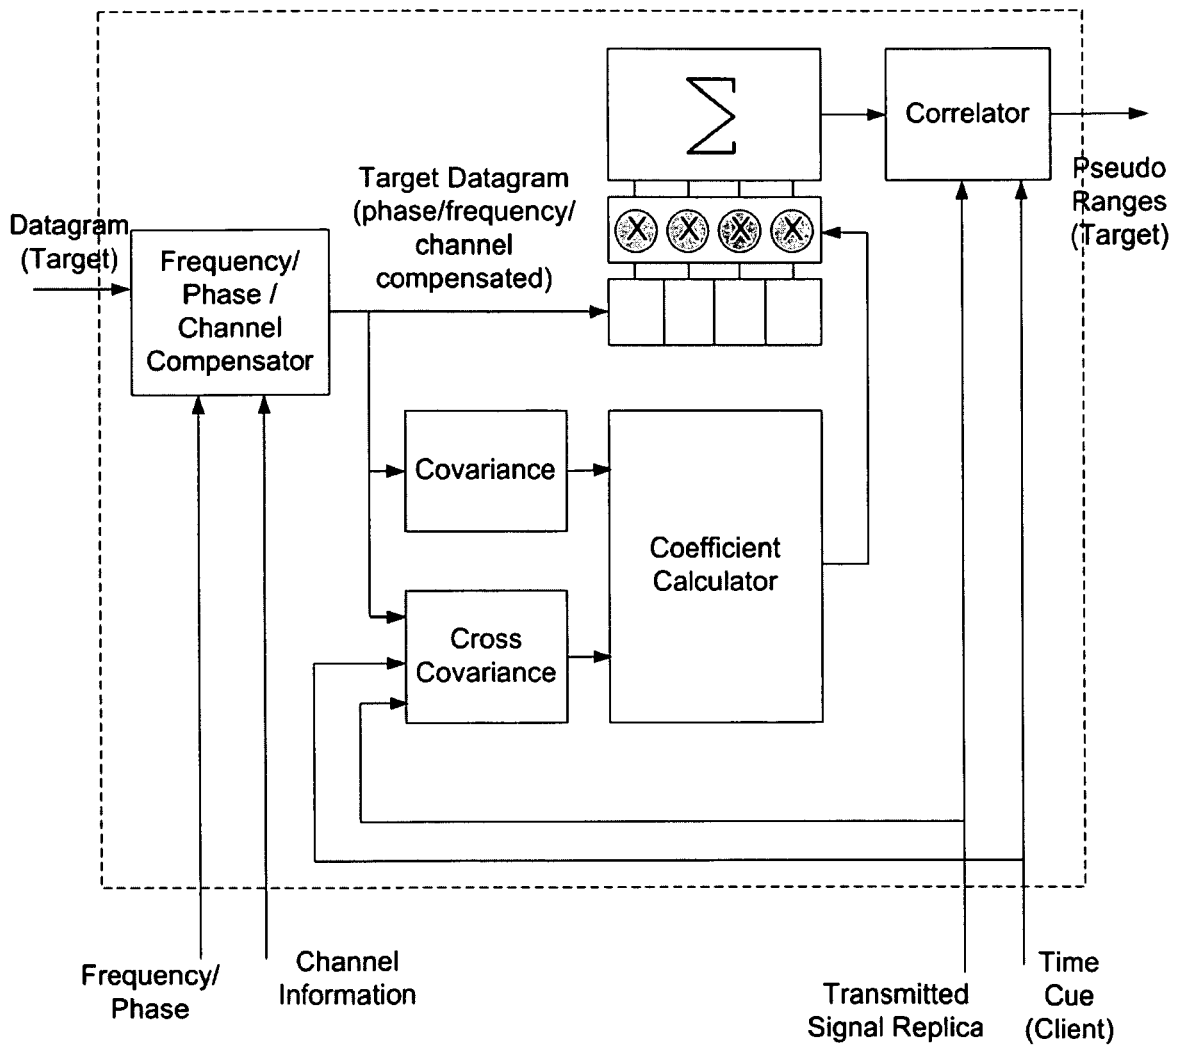 Σ
Correlator
Pseudo
Ranges
(Target)
Target Datagram
(phase/frequency/
channel
compensated)
X X X X
Datagram
(Target)
Frequency/
Phase /
Channel
Compensator
Covariance
Coefficient
Calculator
Cross
Covariance
Frequency/
Phase
Channel
Information
Transmitted
Signal Replica
Time
Cue
(Client)